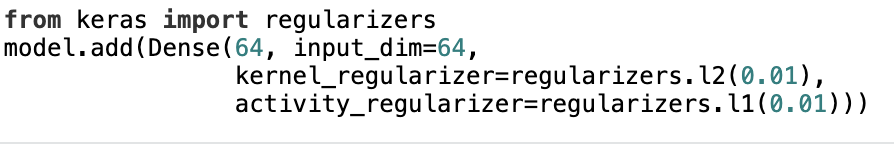 from keras import regularizers
model.add(Dense(64, input_dim=64,
                kernel_regularizer=regularizers.l2(0.01),
                activity_regularizer=regularizers.l1(0.01)))